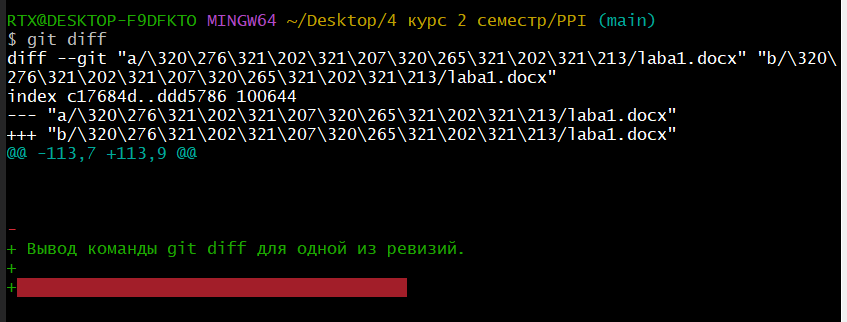 RTX@DESKTOP-F9DFKTO MINGW64 ~/Desktop/4 курс 2 семестр/PPI (main)
$ git diff
diff --git "a/\320\276\321\202\321\207\320\265\321\202\321\213/laba1.docx" "b/\320\
276\321\202\321\207\320\265\321\202\321\213/laba1.docx"
index c17684d..ddd5786 100644
--- "a/\320\276\321\202\321\207\320\265\321\202\321\213/laba1.docx"
+++ "b/\320\276\321\202\321\207\320\265\321\202\321\213/laba1.docx"
@@ -113,7 +113,9 @@
-
+ Вывод команды git diff для одной из ревизий.
+
+